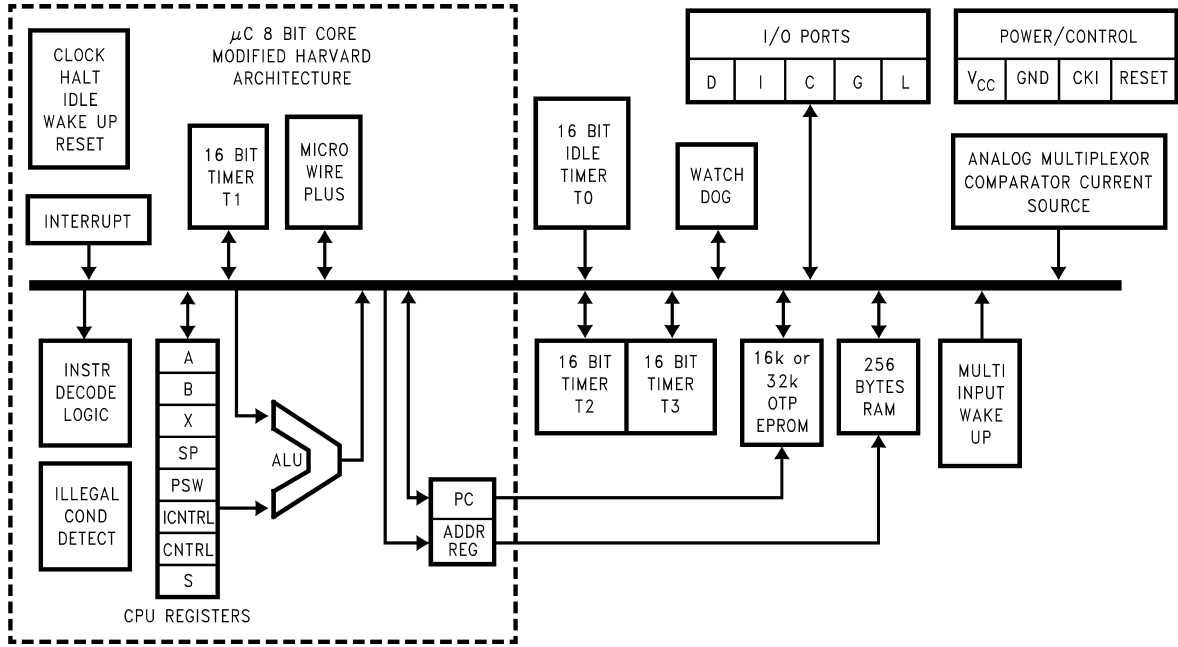 CLOCK
HALT
IDLE
WAKE UP
RESET
μC 8 BIT CORE
MODIFIED HARVARD
ARCHITECTURE
I/O PORTS
D I C G L
POWER/CONTROL
VCC GND CKI RESET
INTERRUPT
16 BIT
TIMER
T1
MICRO
WIRE
PLUS
16 BIT
IDLE
TIMER
T0
WATCH
DOG
ANALOG MULTIPLEXOR
COMPARATOR CURRENT
SOURCE
INSTR
DECODE
LOGIC
ILLEGAL
COND
DETECT
A
B
X
SP
PSW
ICNTRL
CNTRL
S
CPU REGISTERS
ALU
PC
ADDR
REG
16 BIT
TIMER
T2
16 BIT
TIMER
T3
16k or
32k
OTP
EPROM
256
BYTES
RAM
MULTI
INPUT
WAKE
UP